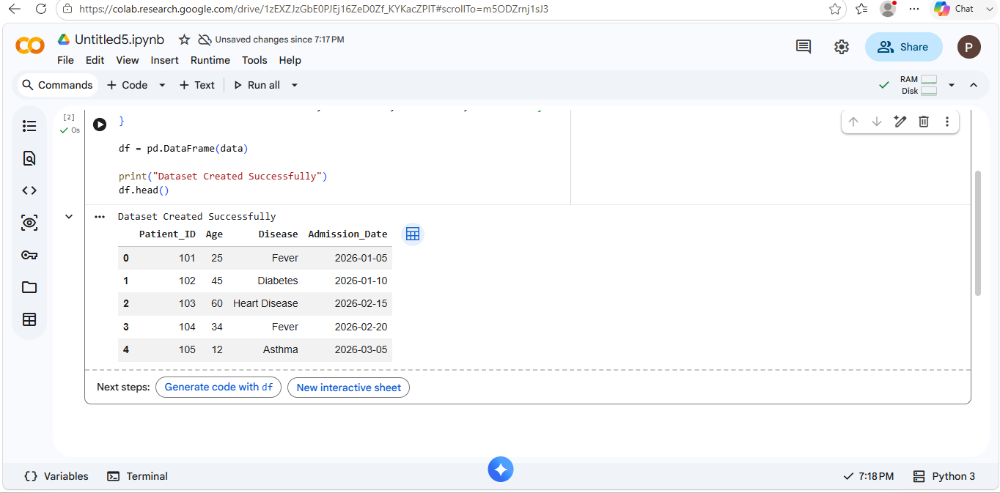 https://colab.research.google.com/drive/1zEXZJzGbE0PJEj16ZeD0Zf_KYKacZPIT#scrollTo=m5ODZrnj1sJ3
Chat
Untitled5.ipynb
Unsaved changes since 7:17 PM
File Edit View Insert Runtime Tools Help
Share
P
Commands + Code + Text Run all
RAM
Disk
[2]
0s
}
df = pd.DataFrame(data)
print("Dataset Created Successfully")
df.head()
Dataset Created Successfully
Patient_ID Age Disease Admission_Date
0 101 25 Fever 2026-01-05
1 102 45 Diabetes 2026-01-10
2 103 60 Heart Disease 2026-02-15
3 104 34 Fever 2026-02-20
4 105 12 Asthma 2026-03-05
Next steps: Generate code with df New interactive sheet
Variables Terminal
7:18 PM Python 3